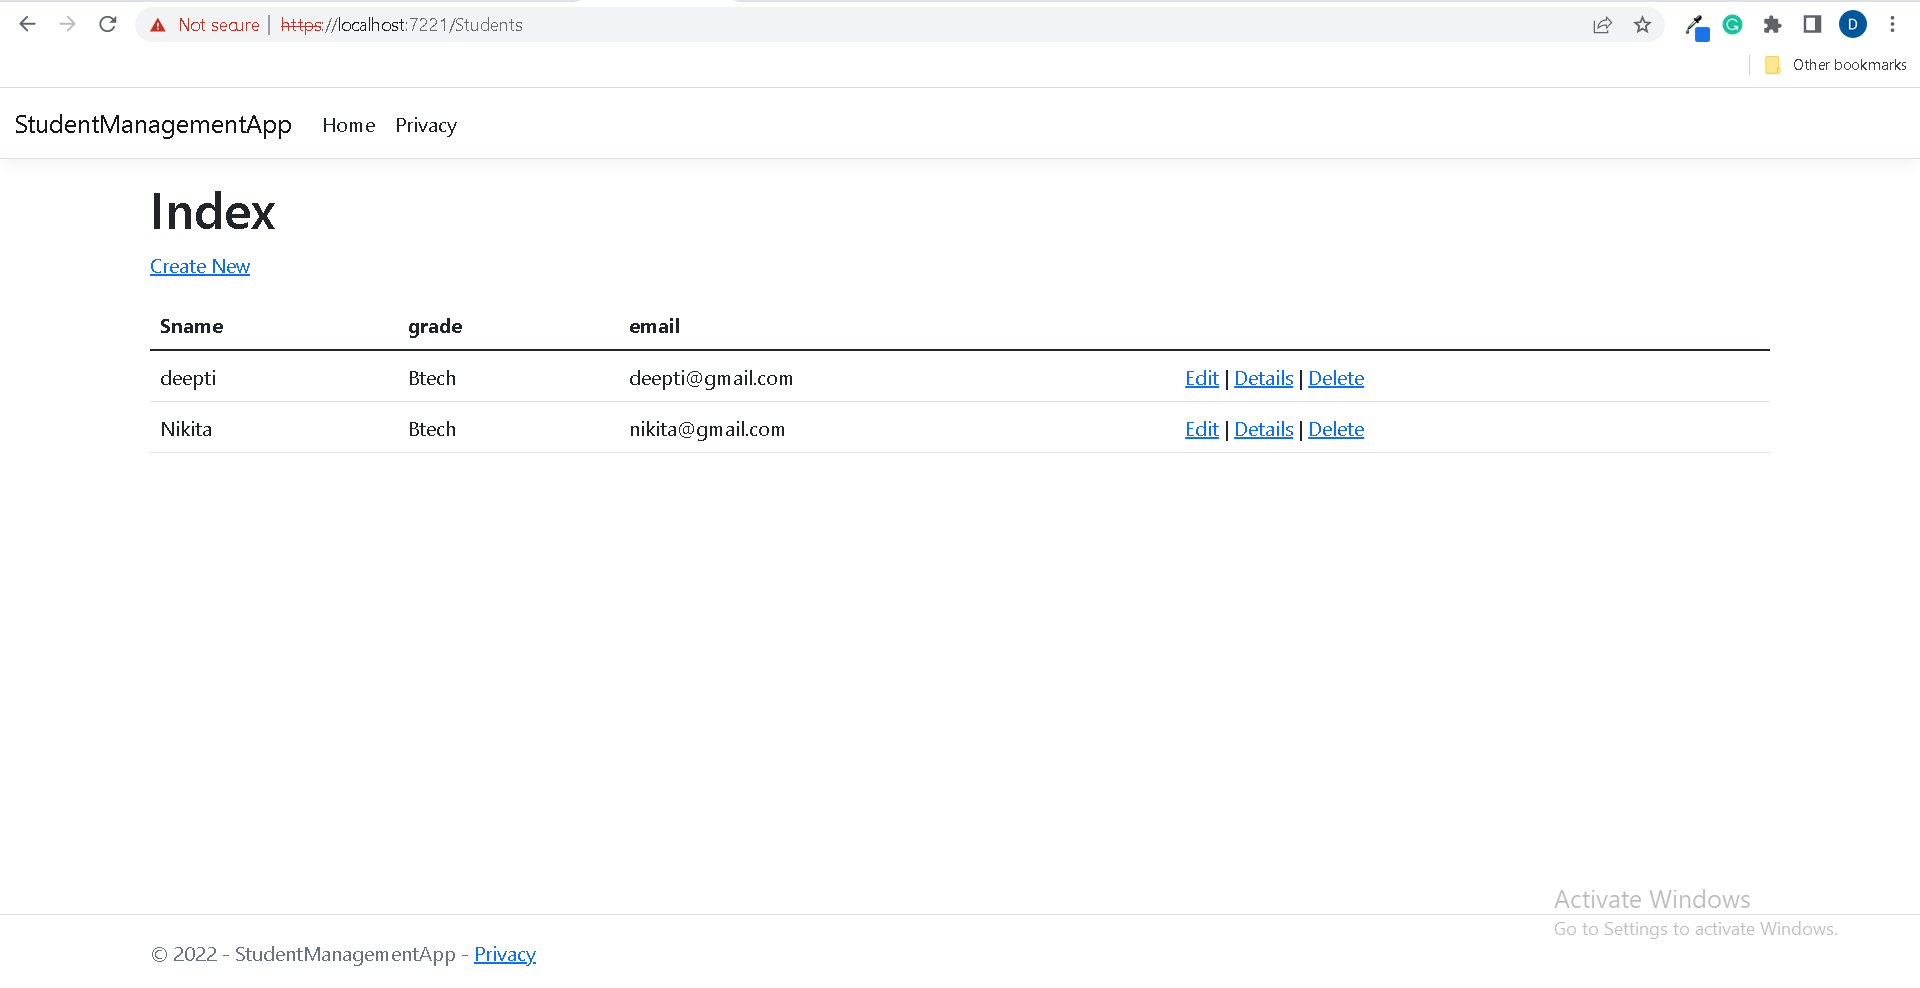 Not secure | https://localhost:7221/Students
Other bookmarks
StudentManagementApp Home Privacy
Index
Create New
Sname grade email
deepti Btech deepti@gmail.com Edit | Details | Delete
Nikita Btech nikita@gmail.com Edit | Details | Delete
Activate Windows
Go to Settings to activate Windows.
© 2022 - StudentManagementApp - Privacy
D